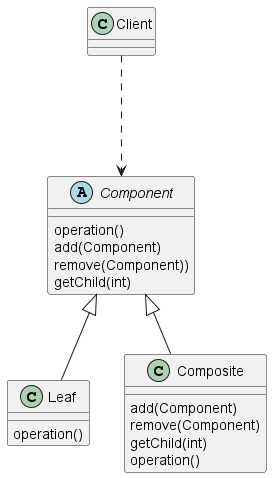 C Client
A Component
operation()
add(Component)
remove(Component))
getChild(int)
C Leaf
operation()
C Composite
add(Component)
remove(Component)
getChild(int)
operation()